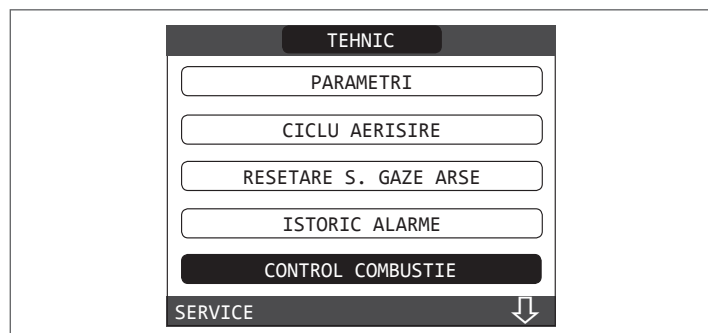 TEHNIC
PARAMETRI
CICLU AERISIRE
RESETARE S. GAZE ARSE
ISTORIC ALARME
CONTROL COMBUSTIE
SERVICE